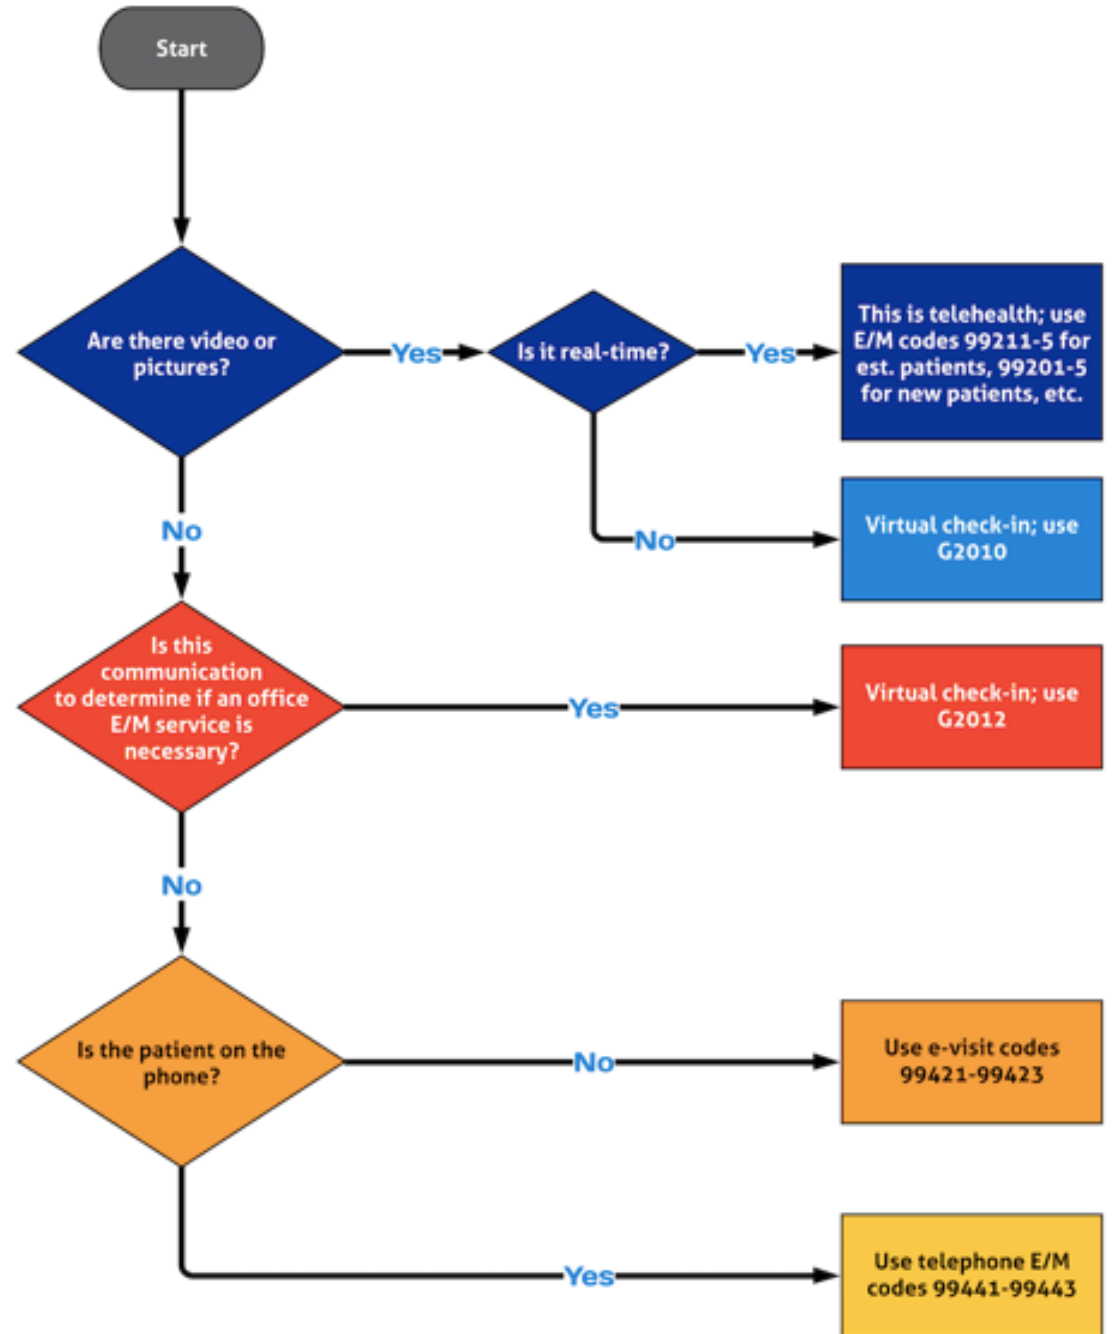 Start
Are there video or
pictures?
Yes
Is it real-time?
Yes
This is telehealth; use
E/M codes 99211-5 for
est. patients, 99201-5
for new patients, etc.
No
No
Virtual check-in; use
G2010
Is this
communication
to determine if an office
E/M service is
necessary?
Yes
Virtual check-in; use
G2012
No
Is the patient on the
phone?
No
Use e-visit codes
99421-99423
Yes
Use telephone E/M
codes 99441-99443